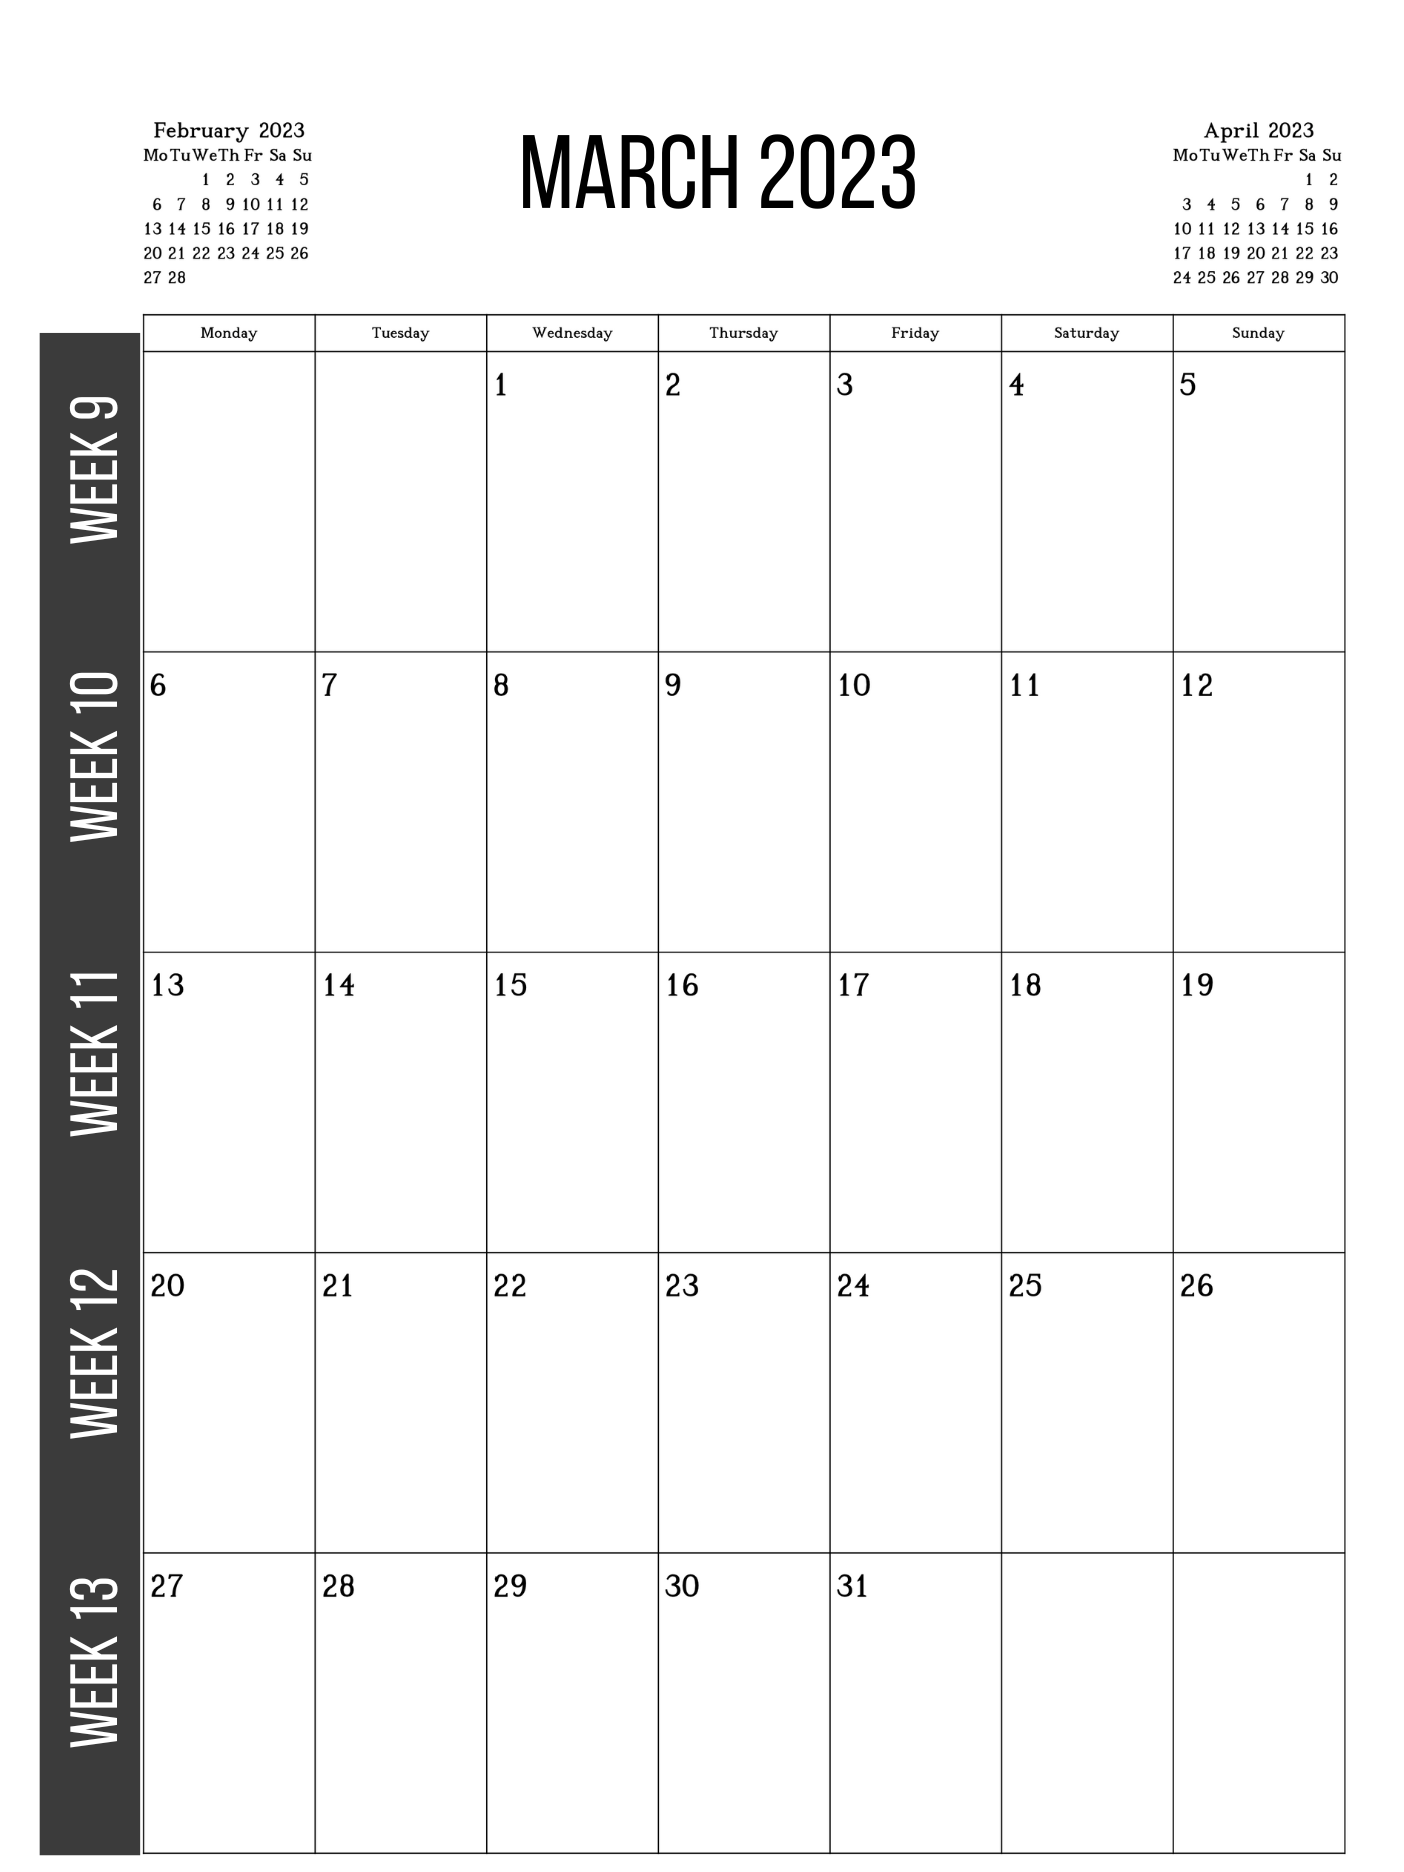 February 2023
Mo Tu We Th Fr Sa Su
1 2 3 4 5
6 7 8 9 10 11 12
13 14 15 16 17 18 19
20 21 22 23 24 25 26
27 28
MARCH 2023
April 2023
Mo Tu We Th Fr Sa Su
1 2
3 4 5 6 7 8 9
10 11 12 13 14 15 16
17 18 19 20 21 22 23
24 25 26 27 28 29 30
Monday Tuesday Wednesday Thursday Friday Saturday Sunday
WEEK 9
1 2 3 4 5
WEEK 10
6 7 8 9 10 11 12
WEEK 11
13 14 15 16 17 18 19
WEEK 12
20 21 22 23 24 25 26
WEEK 13
27 28 29 30 31